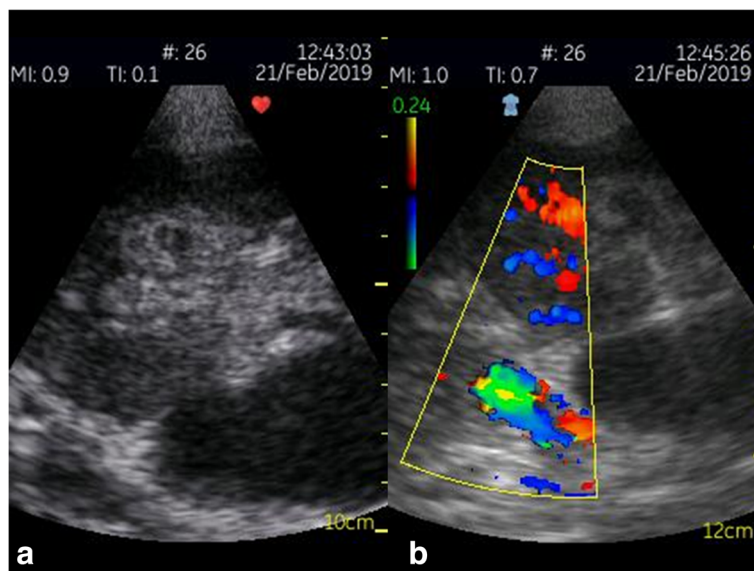 #: 26 12:43:03
MI: 0.9 TI: 0.1 21/Feb/2019
10cm
a
#: 26 12:45:26
MI: 1.0 TI: 0.7 21/Feb/2019
0.24
12cm
b